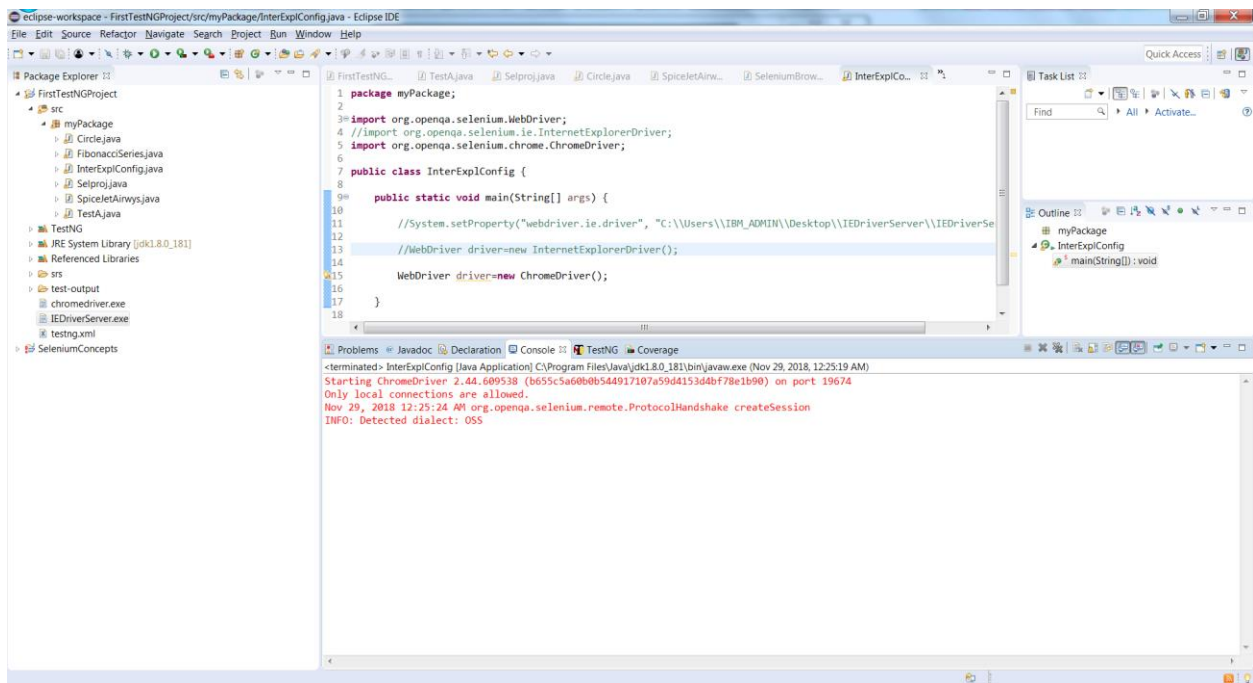 eclipse-workspace - FirstTestNGProject/src/myPackage/InterExplConfig.java - Eclipse IDE
File Edit Source Refactor Navigate Search Project Run Window Help
Quick Access
Package Explorer
FirstTestNGProject
src
myPackage
Circle.java
FibonacciSeries.java
InterExplConfig.java
Selproj.java
SpiceJetAirwys.java
TestA.java
TestNG
JRE System Library [jdk1.8.0_181]
Referenced Libraries
srs
test-output
chromedriver.exe
IEDriverServer.exe
testng.xml
SeleniumConcepts
FirstTestNG... TestA.java Selproj.java Circle.java SpiceJetAirw... SeleniumBrow... InterExplCo...
1 package myPackage;
2
3 import org.openqa.selenium.WebDriver;
4 //import org.openqa.selenium.ie.InternetExplorerDriver;
5 import org.openqa.selenium.chrome.ChromeDriver;
6
7 public class InterExplConfig {
8
9 public static void main(String[] args) {
10
11 //System.setProperty("webdriver.ie.driver", "C:\\Users\\IBM_ADMIN\\Desktop\\IEDriverServer\\IEDriverSe
12
13 //WebDriver driver=new InternetExplorerDriver();
14
15 WebDriver driver=new ChromeDriver();
16
17 }
18
Task List
Find All Activate...
Outline
myPackage
InterExplConfig
main(String[]) : void
Problems Javadoc Declaration Console TestNG Coverage
<terminated> InterExplConfig [Java Application] C:\Program Files\Java\jdk1.8.0_181\bin\javaw.exe (Nov 29, 2018, 12:25:19 AM)
Starting ChromeDriver 2.44.609538 (b655c5a60b0b544917107a59d4153d4bf78e1b90) on port 19674
Only local connections are allowed.
Nov 29, 2018 12:25:24 AM org.openqa.selenium.remote.ProtocolHandshake createSession
INFO: Detected dialect: OSS